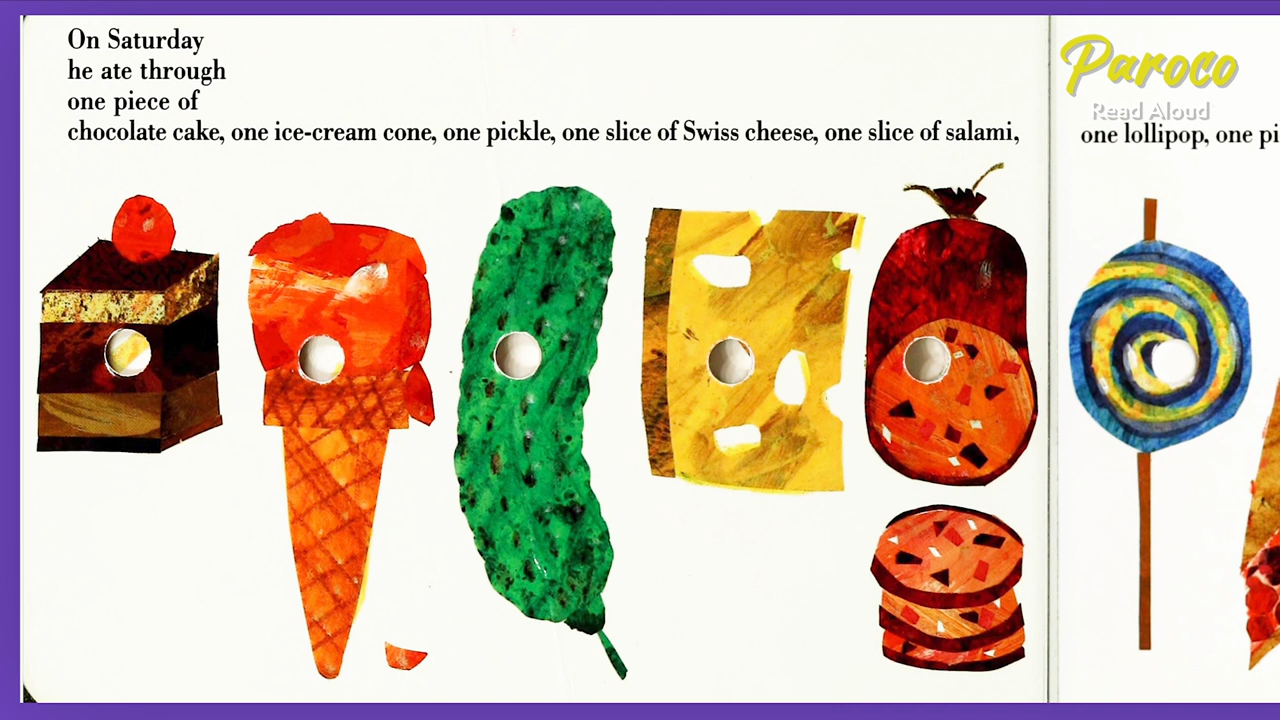 On Saturday
he ate through
one piece of
chocolate cake, one ice-cream cone, one pickle, one slice of Swiss cheese, one slice of salami,
one lollipop, one pi
Paroco
Read Aloud